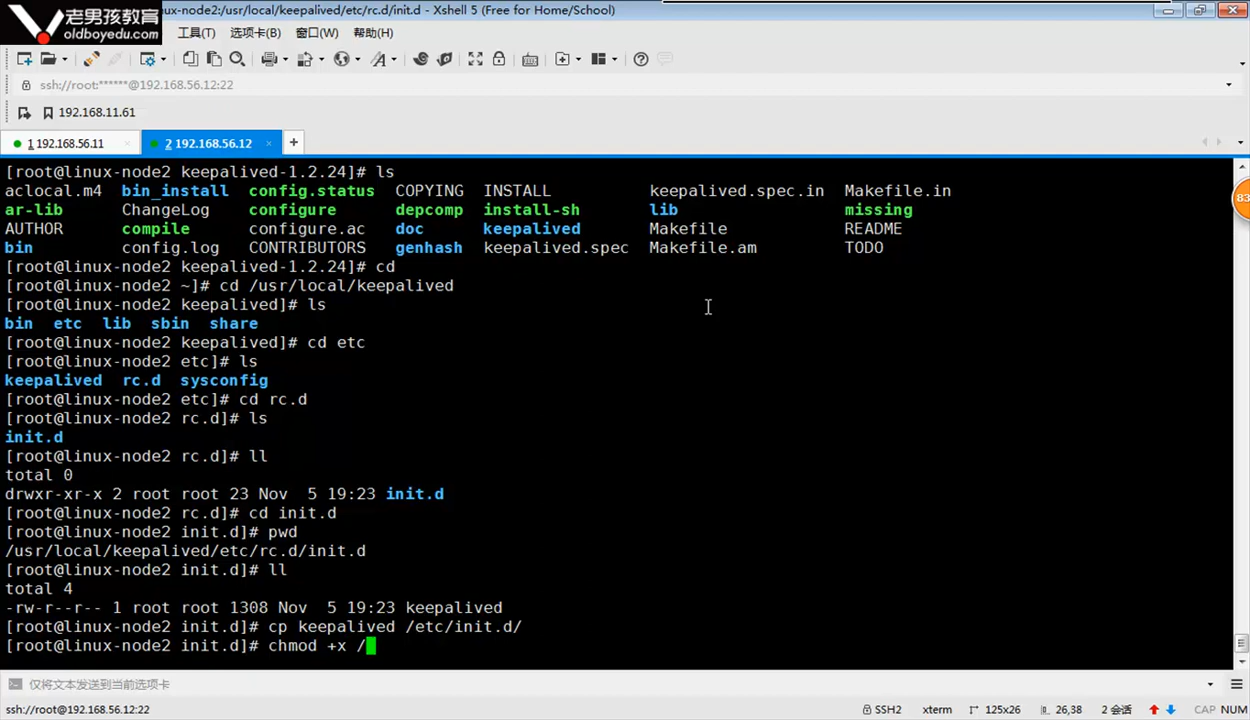 老男孩教育
oldboyedu.com
nux-node2:/usr/local/keepalived/etc/rc.d/init.d - Xshell 5 (Free for Home/School)
工具(T) 选项卡(B) 窗口(W) 帮助(H)
ssh://root:******@192.168.56.12:22
192.168.11.61
1 192.168.56.11 2 192.168.56.12
[root@linux-node2 keepalived-1.2.24]# ls
aclocal.m4 bin_install config.status COPYING INSTALL keepalived.spec.in Makefile.in
ar-lib ChangeLog configure depcomp install-sh lib missing
AUTHOR compile configure.ac doc keepalived Makefile README
bin config.log CONTRIBUTORS genhash keepalived.spec Makefile.am TODO
[root@linux-node2 keepalived-1.2.24]# cd
[root@linux-node2 ~]# cd /usr/local/keepalived
[root@linux-node2 keepalived]# ls
bin etc lib sbin share
[root@linux-node2 keepalived]# cd etc
[root@linux-node2 etc]# ls
keepalived rc.d sysconfig
[root@linux-node2 etc]# cd rc.d
[root@linux-node2 rc.d]# ls
init.d
[root@linux-node2 rc.d]# ll
total 0
drwxr-xr-x 2 root root 23 Nov 5 19:23 init.d
[root@linux-node2 rc.d]# cd init.d
[root@linux-node2 init.d]# pwd
/usr/local/keepalived/etc/rc.d/init.d
[root@linux-node2 init.d]# ll
total 4
-rw-r--r-- 1 root root 1308 Nov 5 19:23 keepalived
[root@linux-node2 init.d]# cp keepalived /etc/init.d/
[root@linux-node2 init.d]# chmod +x /
83
仅将文本发送到当前选项卡
ssh://root@192.168.56.12:22 SSH2 xterm 125x26 26,38 2 会话 CAP NUM